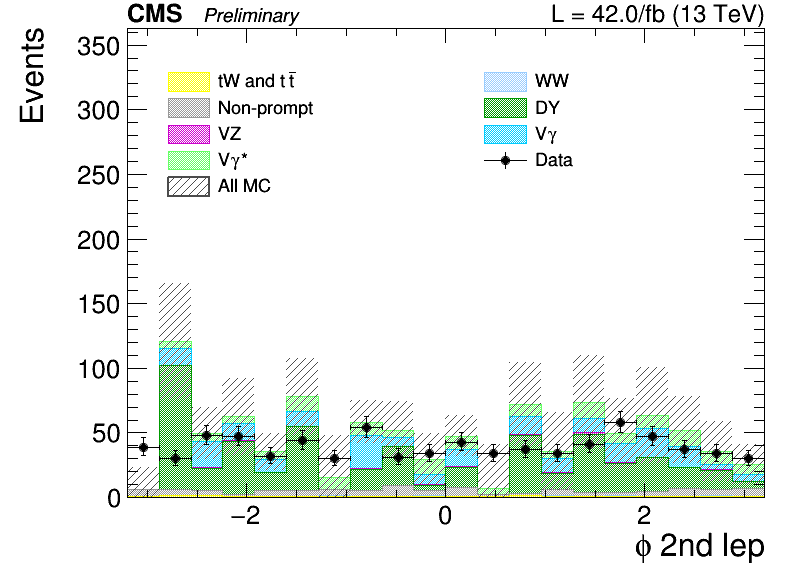 CMS Preliminary L = 42.0/fb (13 TeV)
Events
350
300
250
200
150
100
50
0
tW and t t̅
Non-prompt
VZ
Vγ*
All MC
WW
DY
Vγ
Data
−2 0 2
ϕ 2nd lep